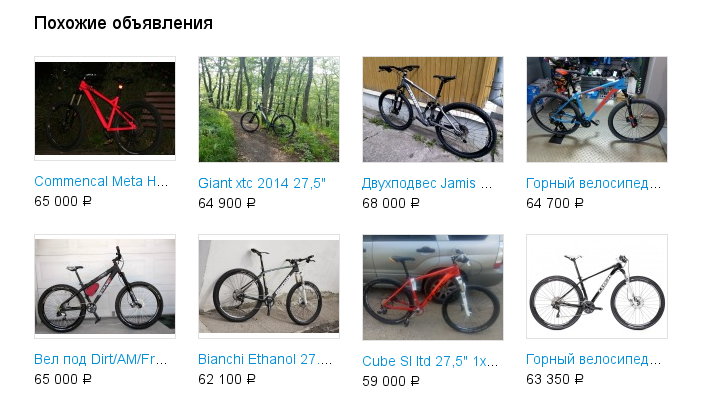 Похожие объявления
Commencal Meta H...
65 000 ₽
Giant xtc 2014 27,5"
64 900 ₽
Двухподвес Jamis ...
68 000 ₽
Горный велосипед...
64 700 ₽
Вел под Dirt/AM/Fr...
65 000 ₽
Bianchi Ethanol 27....
62 100 ₽
Cube Sl ltd 27,5" 1x...
59 000 ₽
Горный велосипед...
63 350 ₽